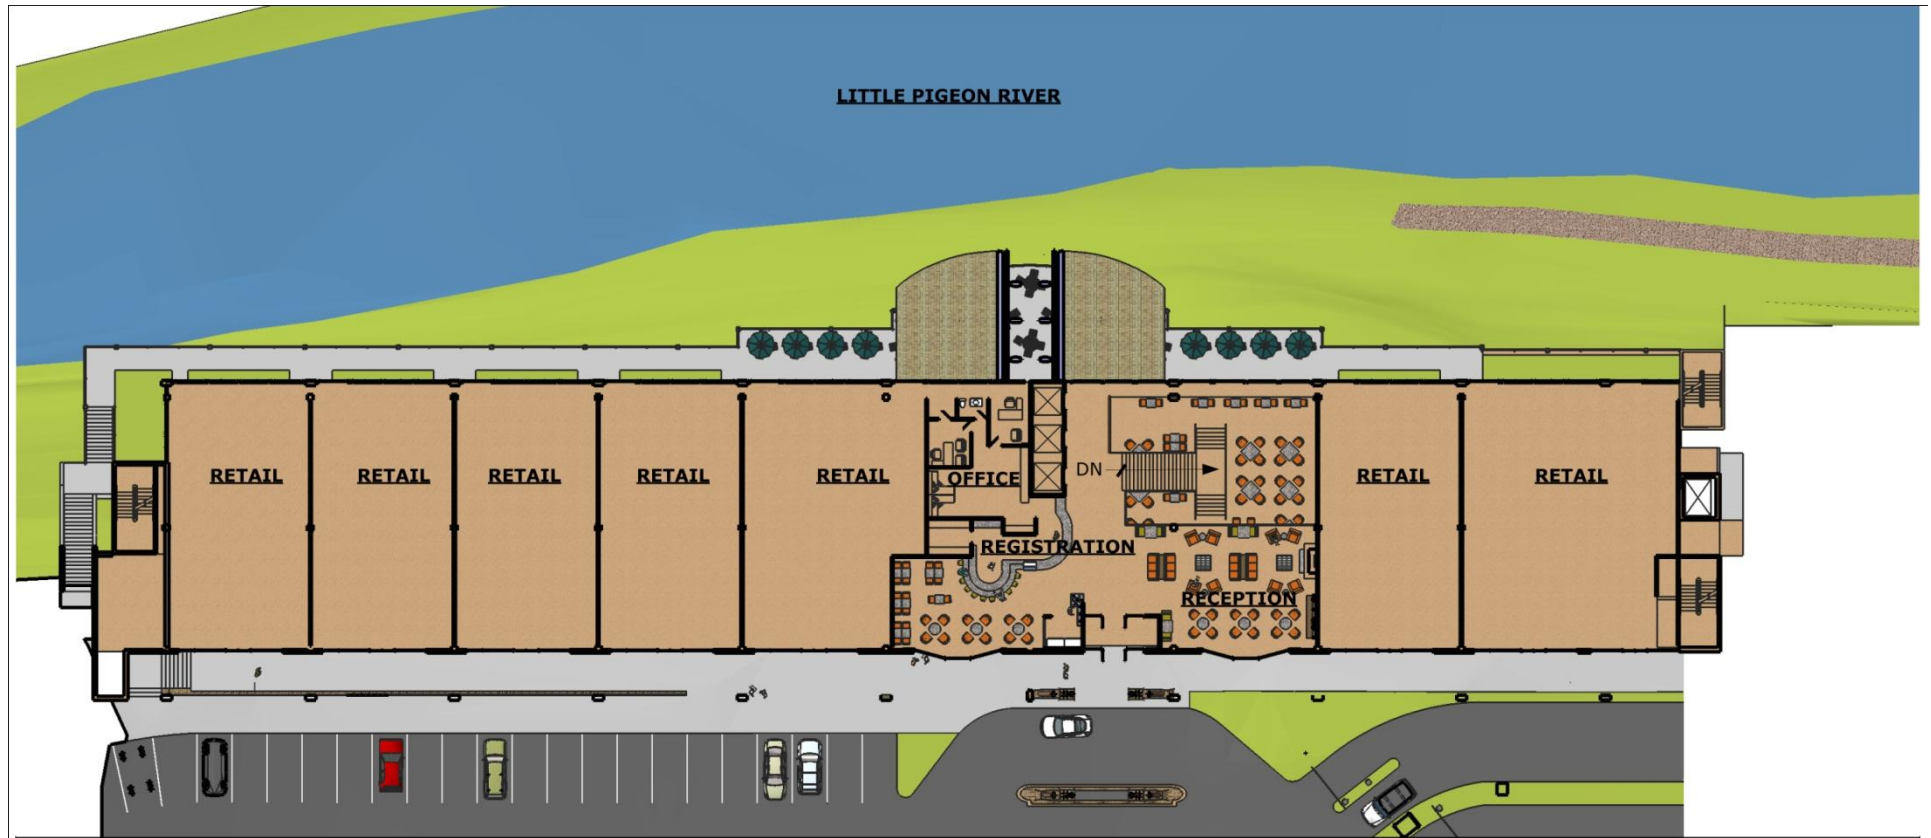 LITTLE PIGEON RIVER
RETAIL
RETAIL
RETAIL
RETAIL
RETAIL
OFFICE
DN
RETAIL
RETAIL
REGISTRATION
RECEPTION